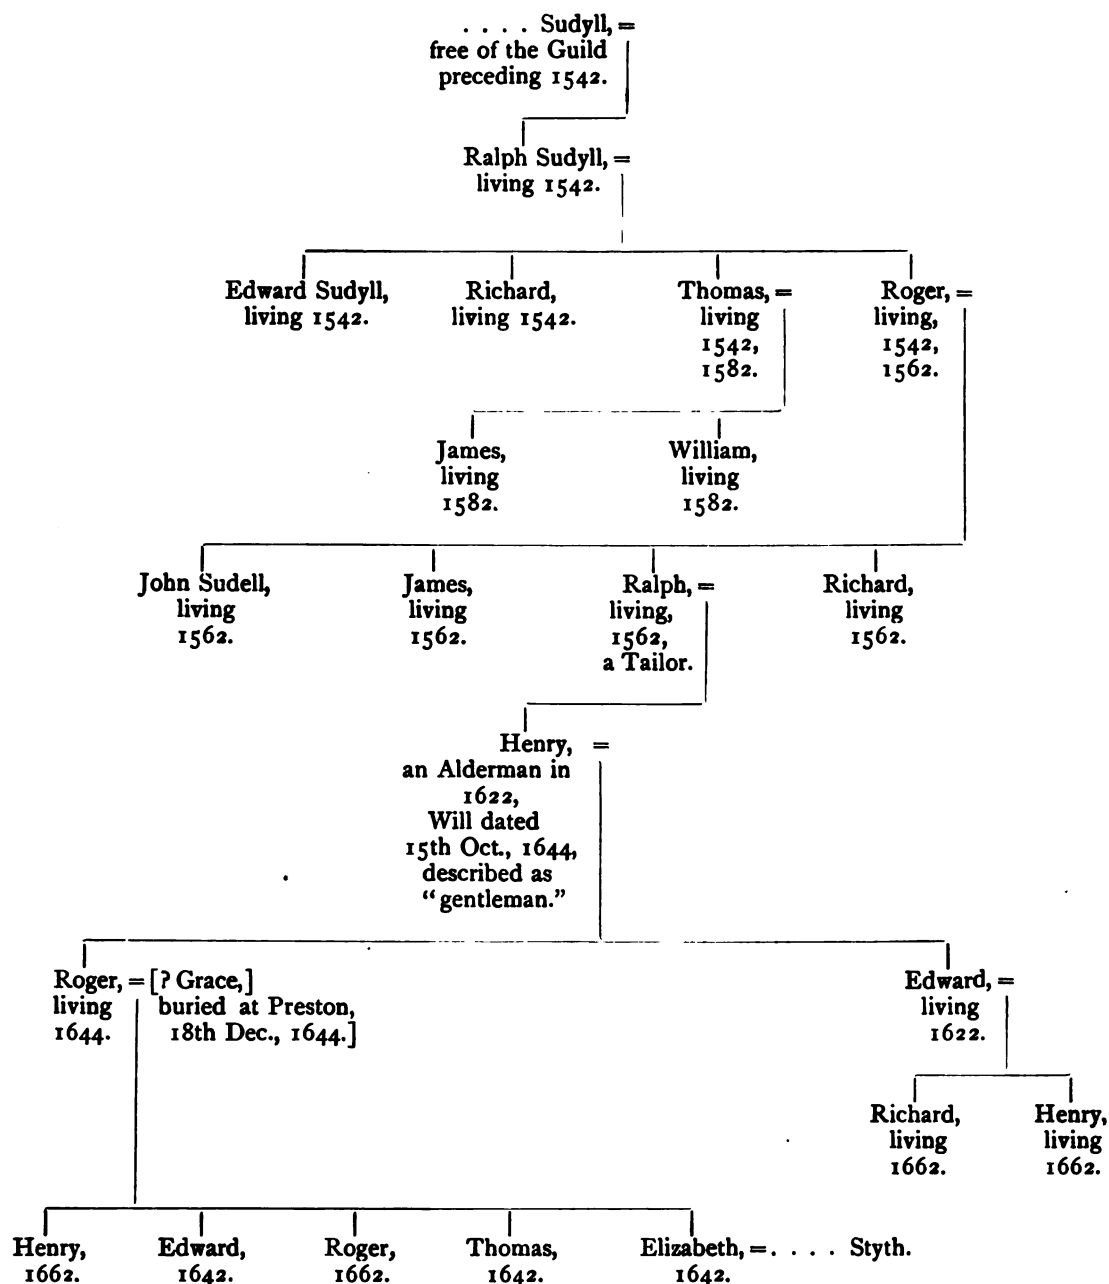 . . . . Sudyll, =
free of the Guild
preceding 1542.
Ralph Sudyll, =
living 1542.
Edward Sudyll,
living 1542.
Richard,
living 1542.
Thomas, =
living
1542,
1582.
Roger, =
living,
1542,
1562.
James,
living
1582.
William,
living
1582.
John Sudell,
living
1562.
James,
living
1562.
Ralph, =
living,
1562,
a Tailor.
Richard,
living
1562.
Henry, =
an Alderman in
1622,
Will dated
15th Oct., 1644,
described as
“gentleman.”
Roger, =
living
1644.
[? Grace,]
buried at Preston,
18th Dec., 1644.]
Edward, =
living
1622.
Richard,
living
1662.
Henry,
living
1662.
Henry,
1662.
Edward,
1642.
Roger,
1662.
Thomas,
1642.
Elizabeth, = . . . . Styth.
1642.